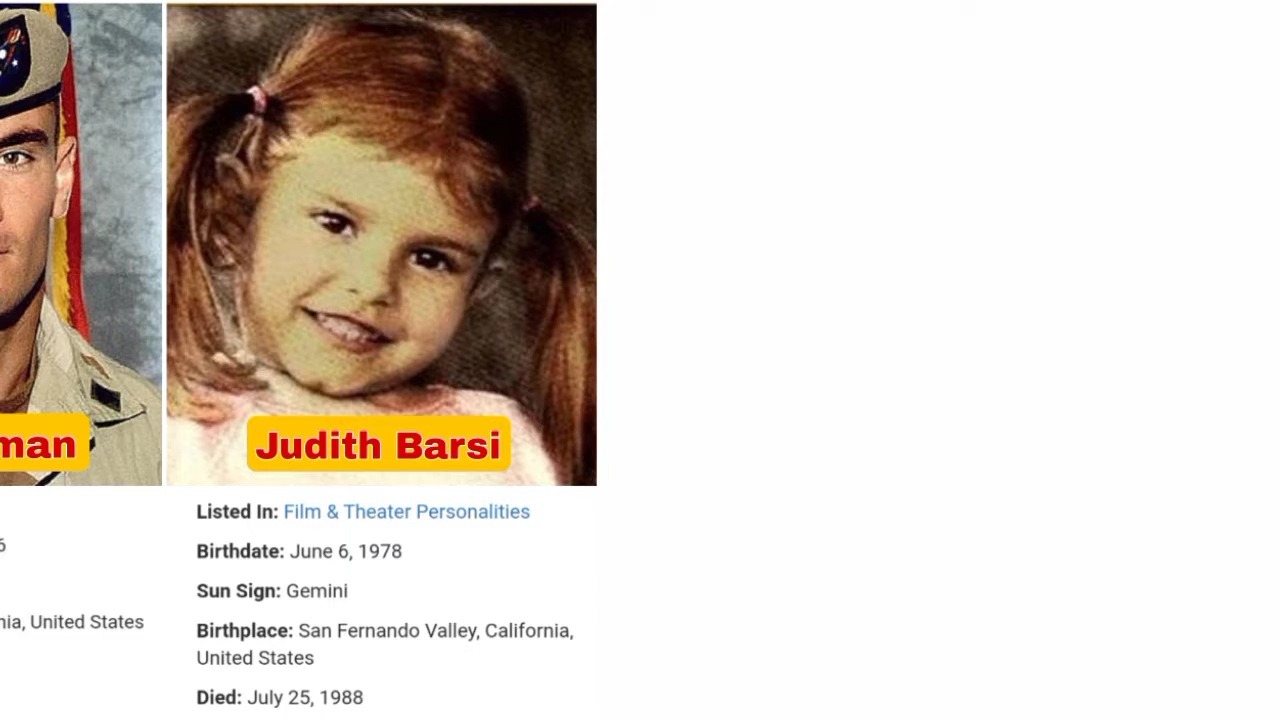 man
Judith Barsi
Listed In: Film & Theater Personalities
6
Birthdate: June 6, 1978
Sun Sign: Gemini
nia, United States
Birthplace: San Fernando Valley, California,
United States
Died: July 25, 1988